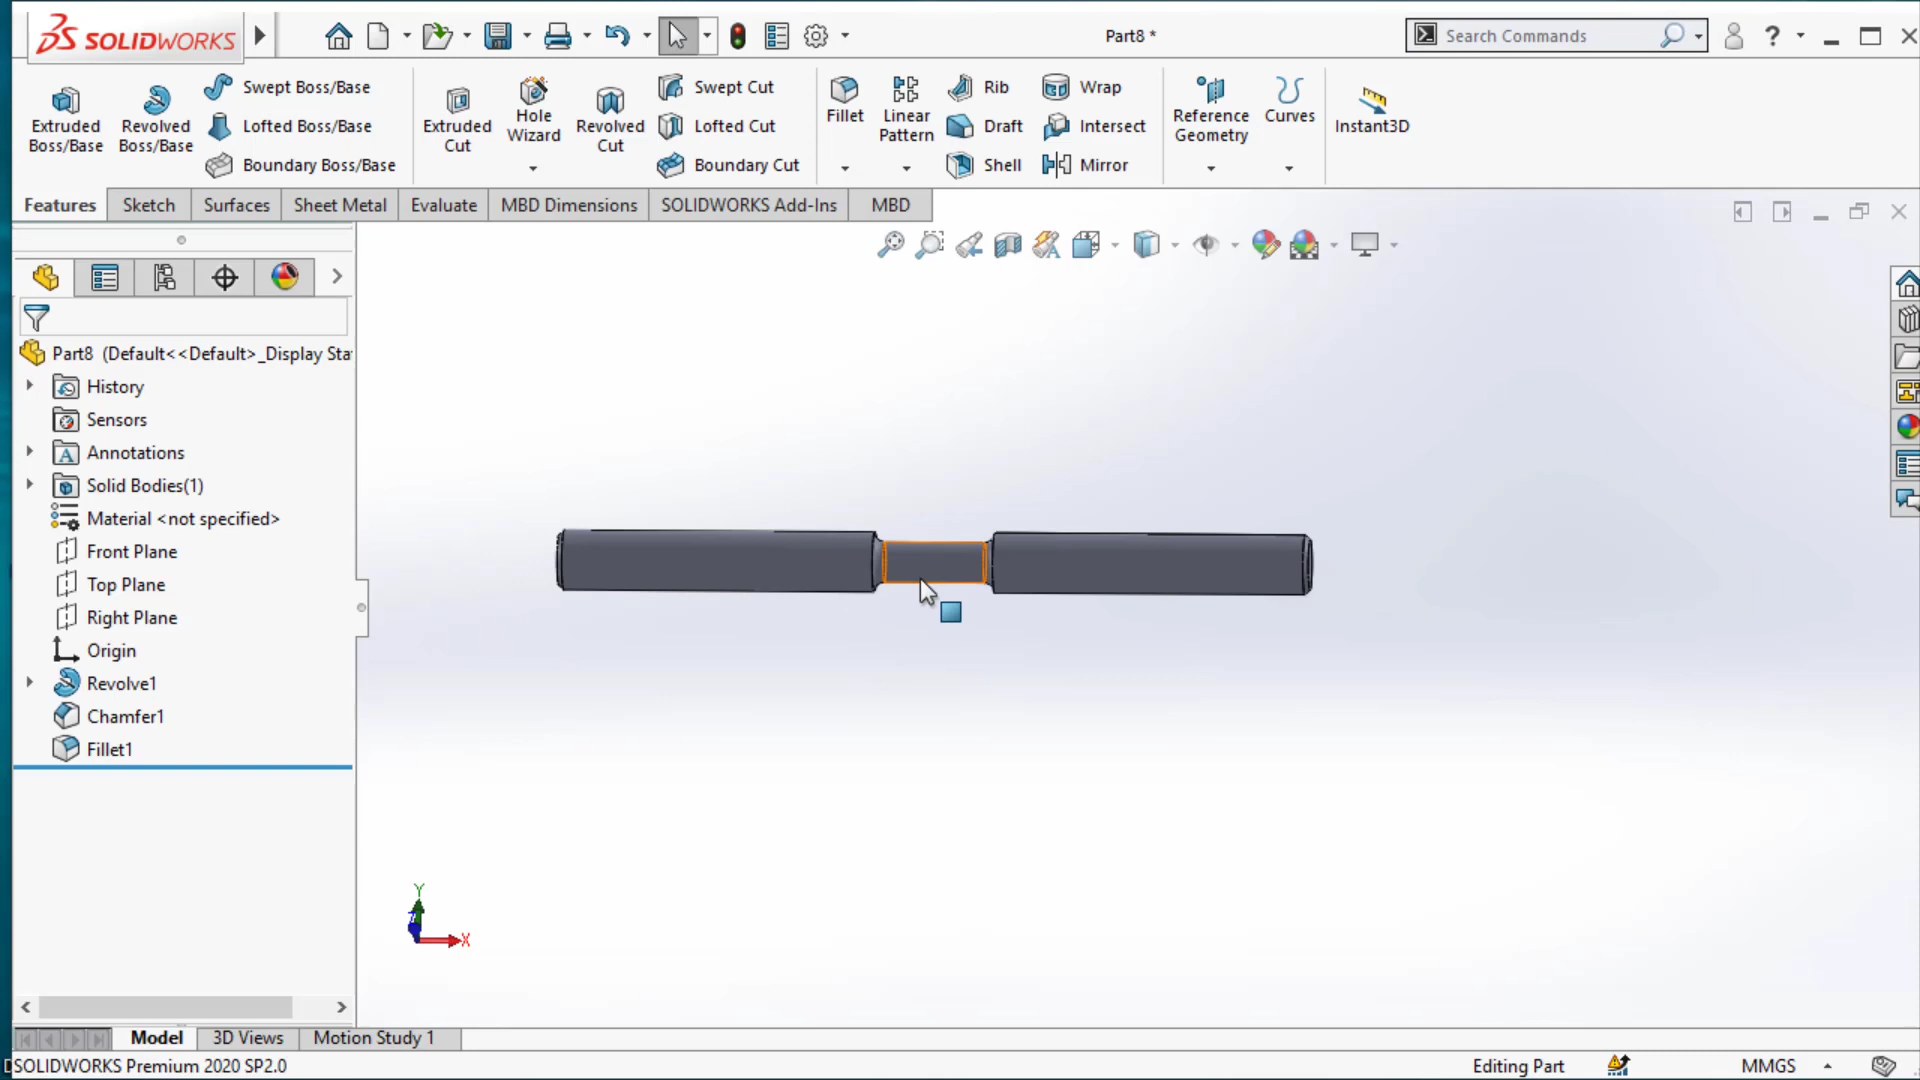 SOLIDWORKS
Part8 *
Search Commands
?
Extruded Boss/Base
Revolved Boss/Base
Swept Boss/Base
Lofted Boss/Base
Boundary Boss/Base
Extruded Cut
Hole Wizard
Revolved Cut
Swept Cut
Lofted Cut
Boundary Cut
Fillet
Linear Pattern
Rib
Draft
Shell
Wrap
Intersect
Mirror
Reference Geometry
Curves
Instant3D
Features
Sketch
Surfaces
Sheet Metal
Evaluate
MBD Dimensions
SOLIDWORKS Add-Ins
MBD
Part8 (Default<<Default>_Display Sta
History
Sensors
Annotations
Solid Bodies(1)
Material <not specified>
Front Plane
Top Plane
Right Plane
Origin
Revolve1
Chamfer1
Fillet1
Y
X
Model
3D Views
Motion Study 1
SOLIDWORKS Premium 2020 SP2.0
Editing Part
MMGS